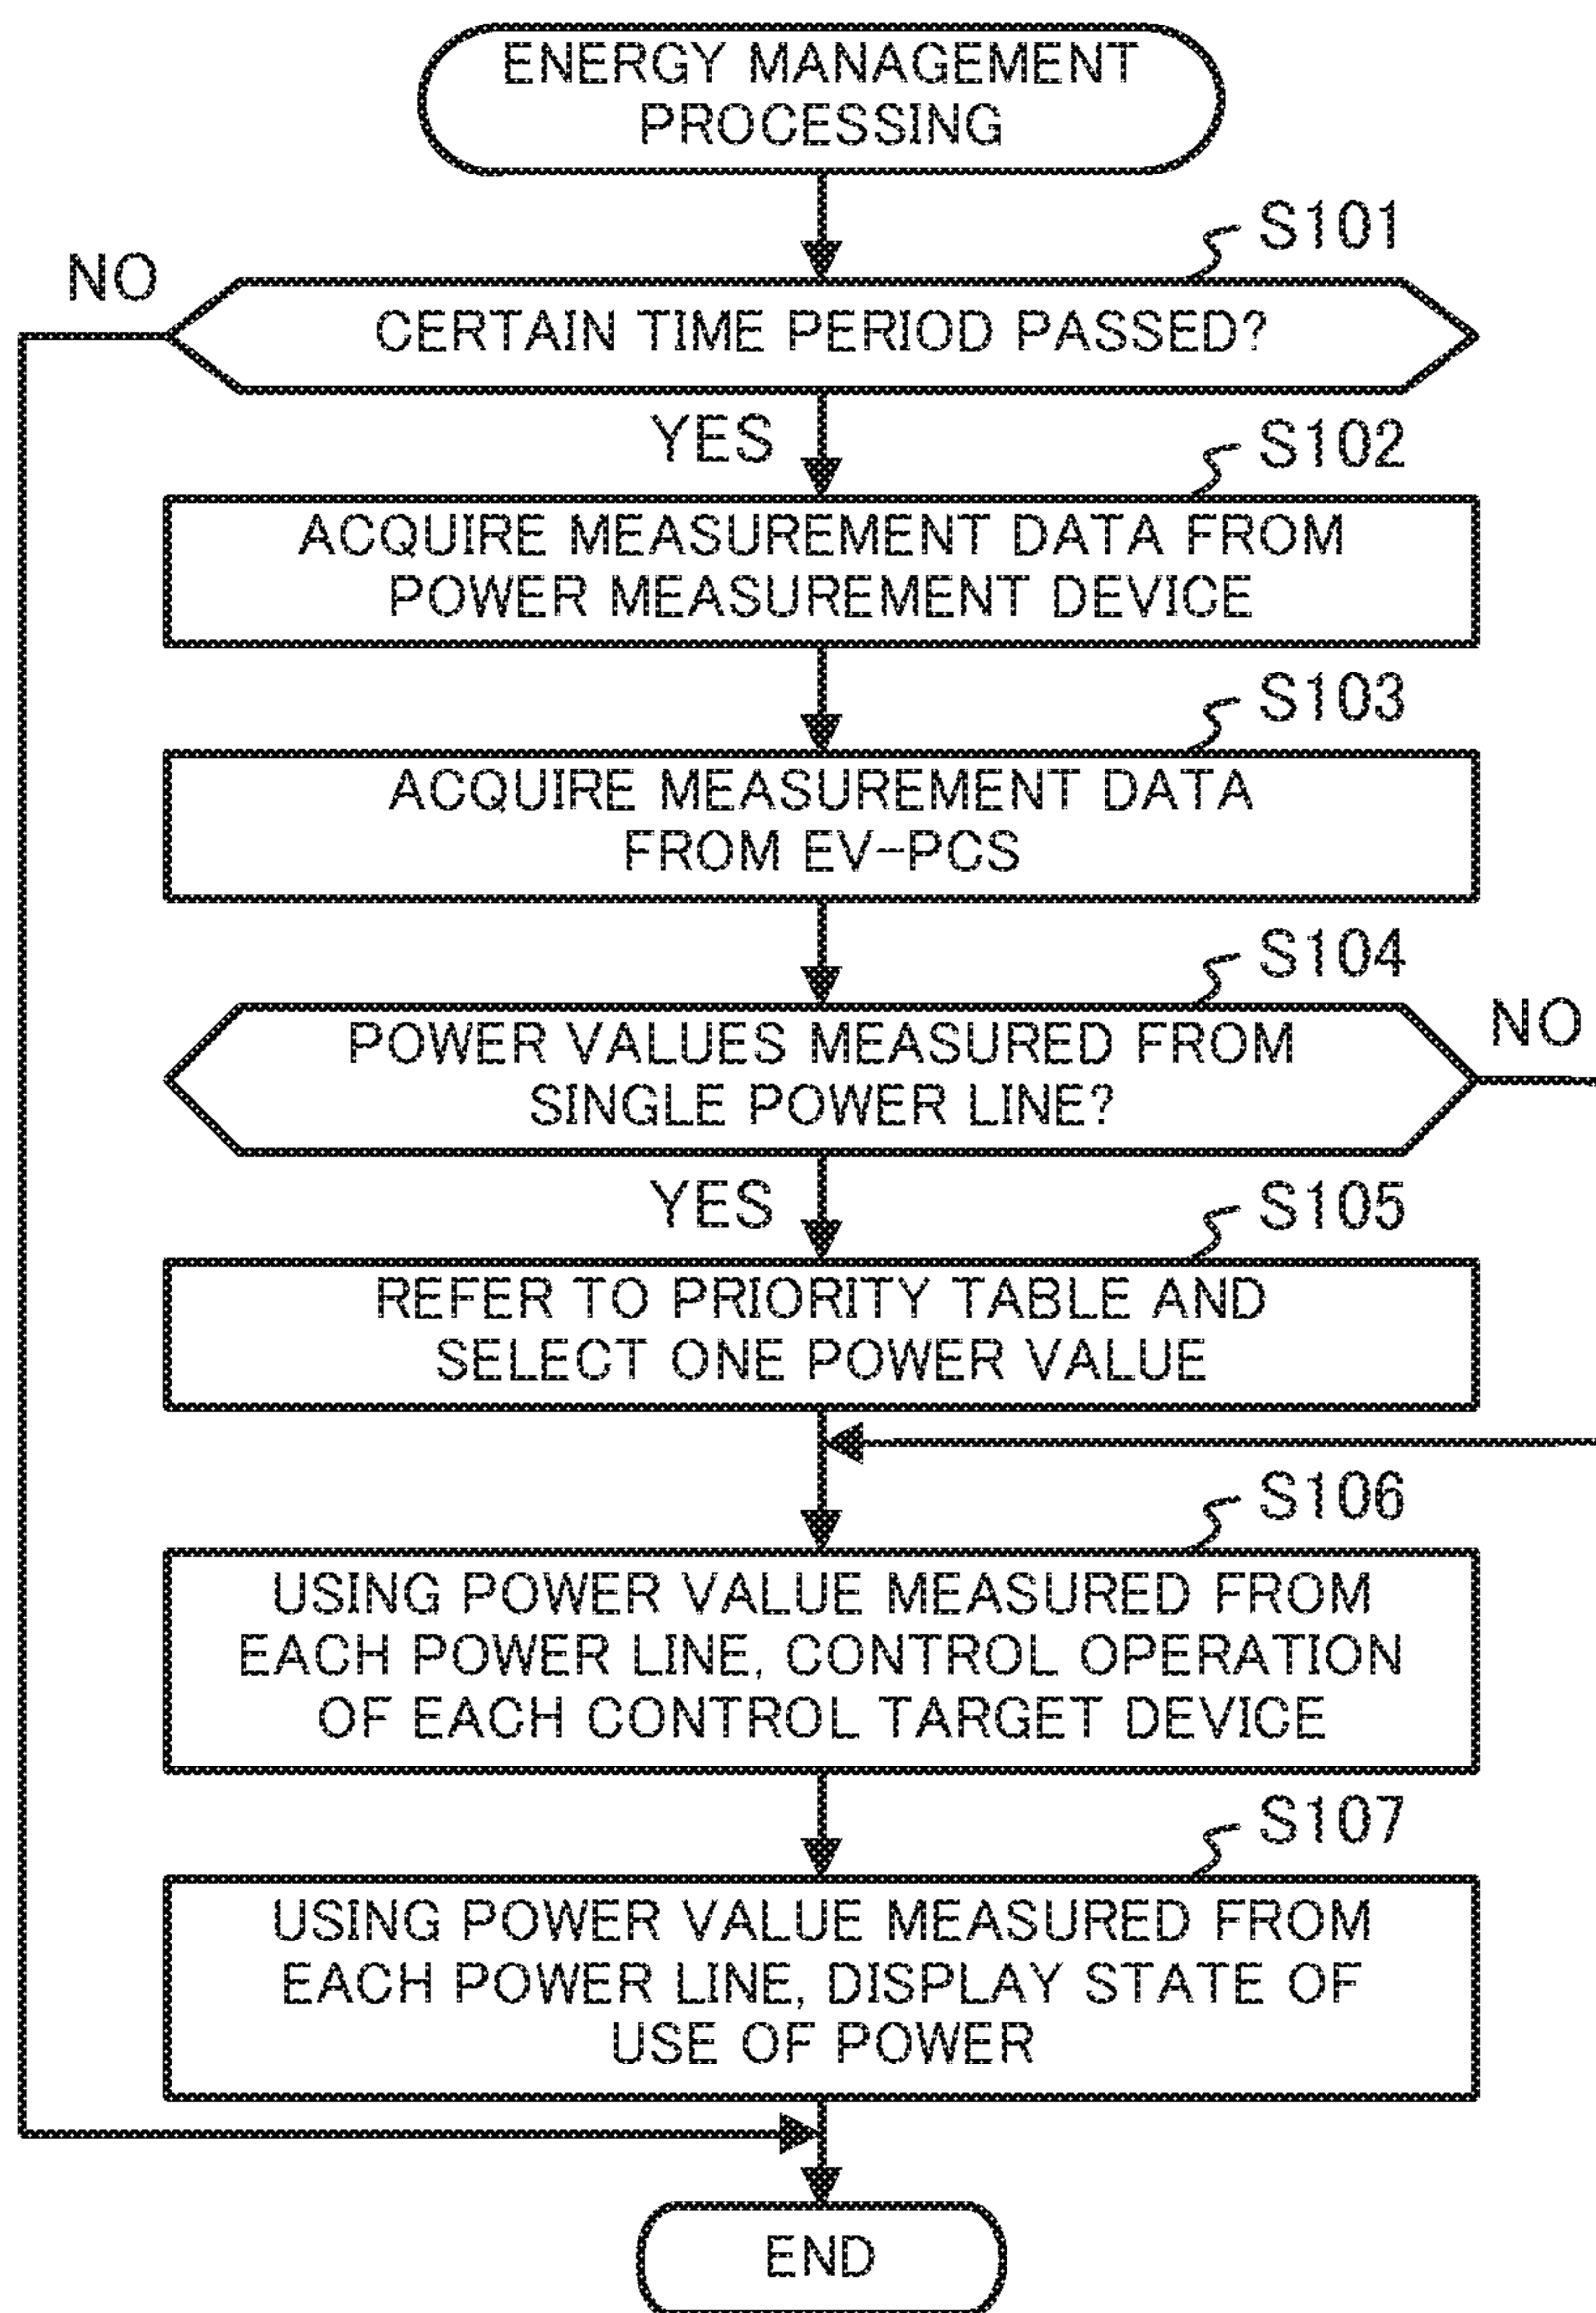 ENERGY MANAGEMENT
PROCESSING
S101
NO
CERTAIN TIME PERIOD PASSED?
YES
S102
ACQUIRE MEASUREMENT DATA FROM
POWER MEASUREMENT DEVICE
S103
ACQUIRE MEASUREMENT DATA
FROM EV-PCS
S104
NO
POWER VALUES MEASURED FROM
SINGLE POWER LINE?
YES
S105
REFER TO PRIORITY TABLE AND
SELECT ONE POWER VALUE
S106
USING POWER VALUE MEASURED FROM
EACH POWER LINE, CONTROL OPERATION
OF EACH CONTROL TARGET DEVICE
S107
USING POWER VALUE MEASURED FROM
EACH POWER LINE, DISPLAY STATE OF
USE OF POWER
END